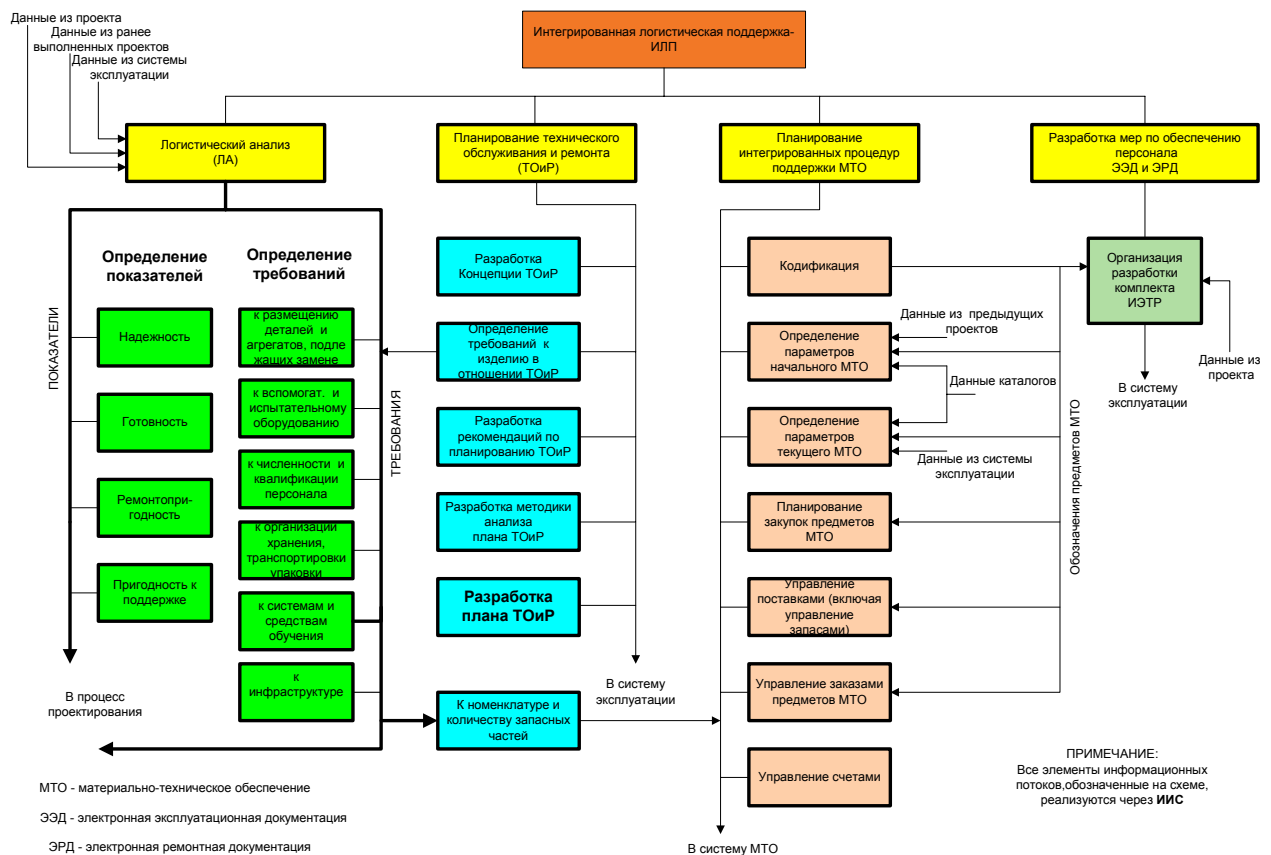 Данные из проекта
Данные из ранее
выполненных проектов
Данные из системы
эксплуатации
Интегрированная логистическая поддержка-
ИЛП
Логистический анализ
(ЛА)
Планирование технического
обслуживания и ремонта
(ТОиР)
Планирование
интегрированных процедур
поддержки МТО
Разработка мер по обеспечению
персонала
ЭЭД и ЭРД
ПОКАЗАТЕЛИ
Определение
показателей
Надежность
Готовность
Ремонтопри-
годность
Пригодность к
поддержке
В процесс
проектирования
Определение
требований
к размещению
деталей и
агрегатов, подле
жащих замене
к вспомогат. и
испытательному
оборудованию
к численности и
квалификации
персонала
к организации
хранения,
транспортировки
упаковки
к системам и
средствам
обучения
к
инфраструктуре
ТРЕБОВАНИЯ
Разработка
Концепции ТОиР
Определение
требований к
изделию в
отношении ТОиР
Разработка
рекомендаций по
планированию ТОиР
Разработка методики
анализа
плана ТОиР
Разработка
плана ТОиР
К номенклатуре и
количеству запасных
частей
В систему
эксплуатации
Кодификация
Определение
параметров
начального МТО
Определение
параметров
текущего МТО
Планирование
закупок предметов
МТО
Управление
поставками (включая
управление
запасами)
Управление заказами
предметов МТО
Управление счетами
В систему МТО
Данные из предыдущих
проектов
Данные каталогов
Данные из системы
эксплуатации
Обозначения предметов МТО
Организация
разработки
комплекта
ИЭТР
В систему
эксплуатации
Данные из
проекта
ПРИМЕЧАНИЕ:
Все элементы информационных
потоков,обозначенные на схеме,
реализуются через ИИС
МТО - материально-техническое обеспечение
ЭЭД - электронная эксплуатационная документация
ЭРД - электронная ремонтная документация